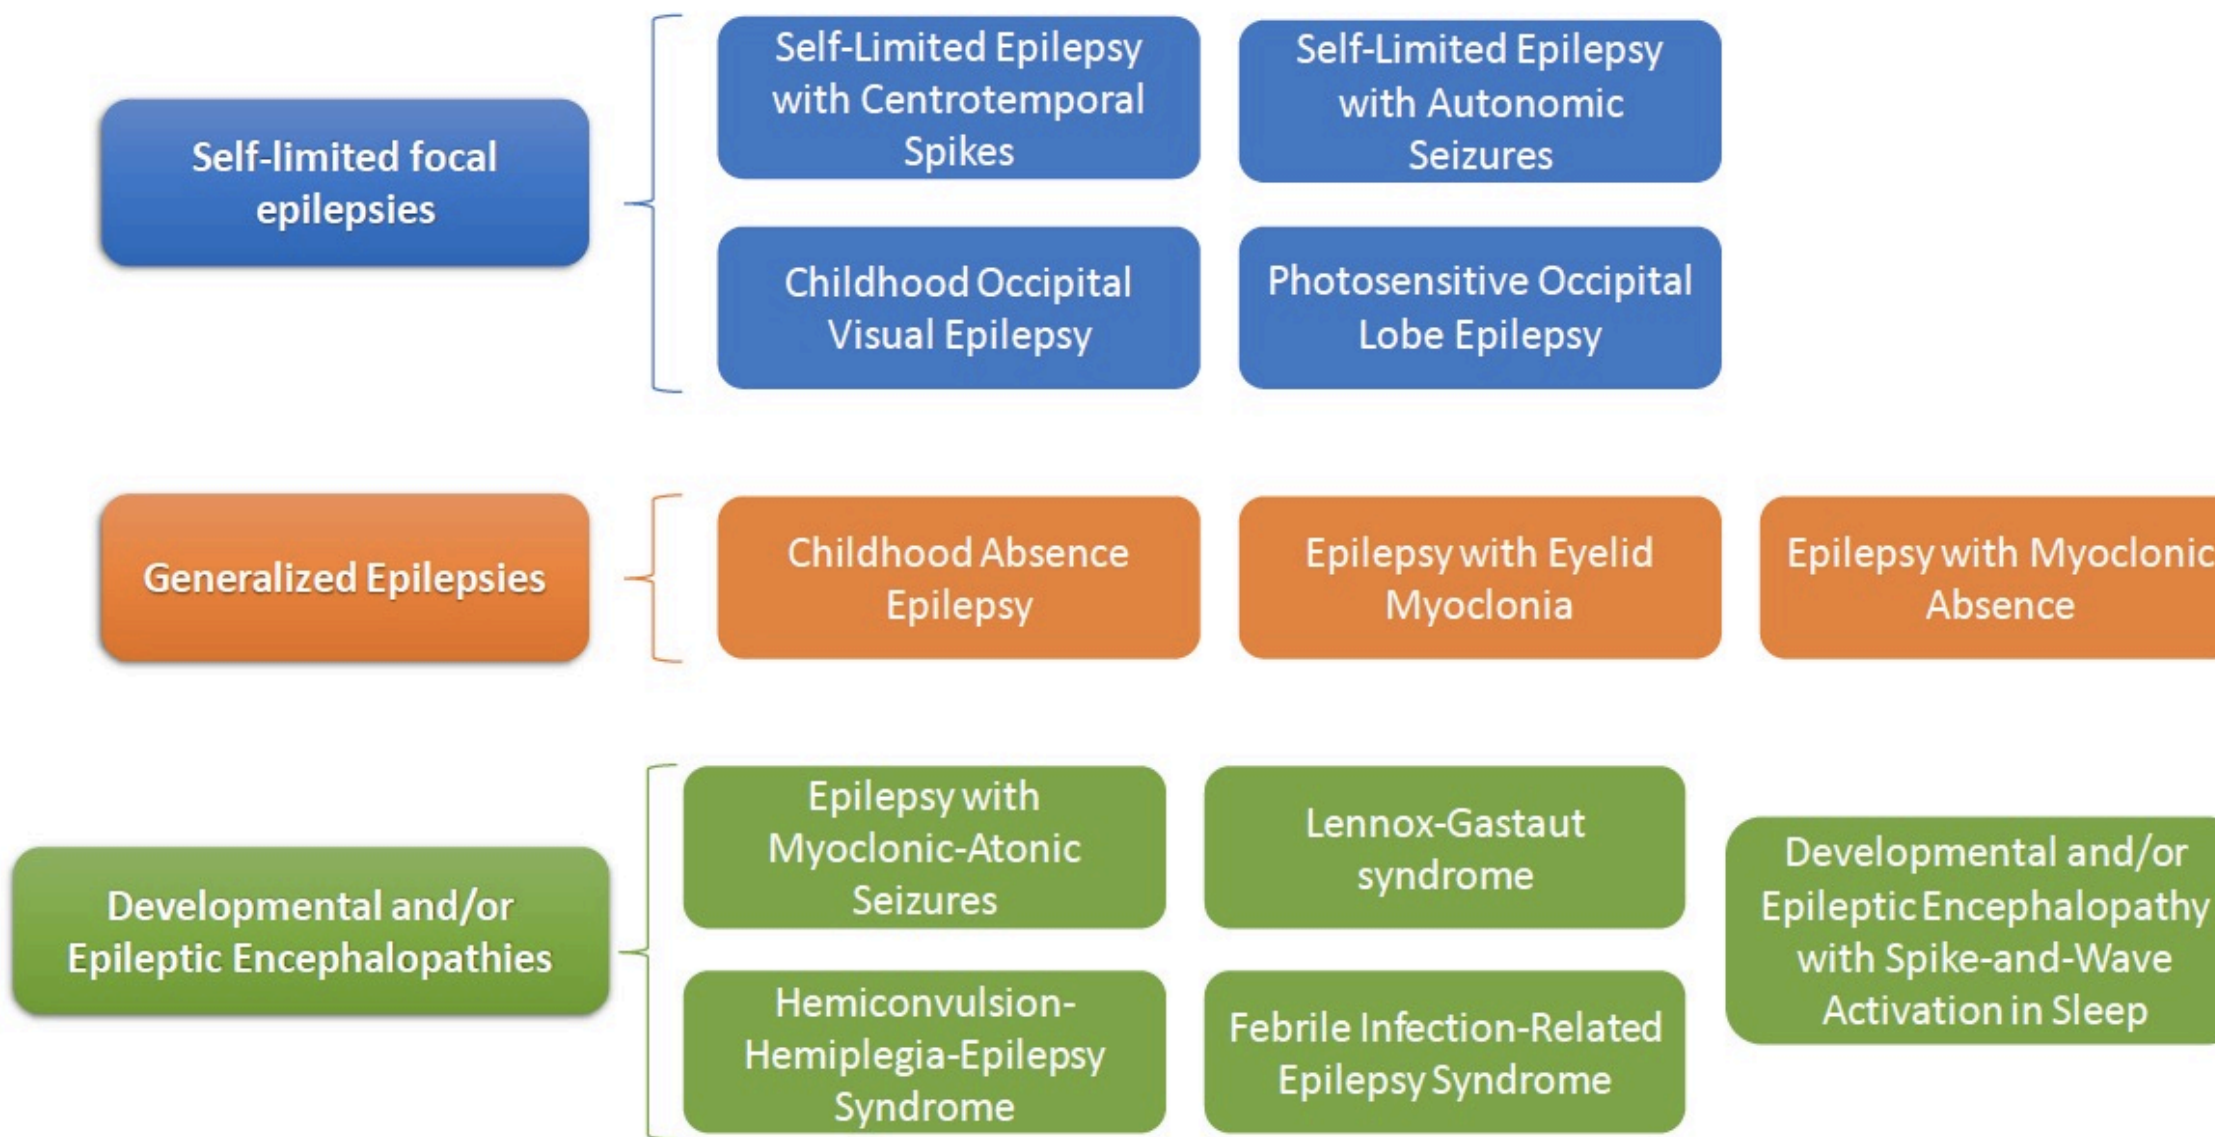 Self-limited focal
epilepsies
Self-Limited Epilepsy
with Centrotemporal
Spikes
Self-Limited Epilepsy
with Autonomic
Seizures
Childhood Occipital
Visual Epilepsy
Photosensitive Occipital
Lobe Epilepsy
Generalized Epilepsies
Childhood Absence
Epilepsy
Epilepsy with Eyelid
Myoclonia
Epilepsy with Myoclonic
Absence
Developmental and/or
Epileptic Encephalopathies
Epilepsy with
Myoclonic-Atonic
Seizures
Lennox-Gastaut
syndrome
Developmental and/or
Epileptic Encephalopathy
with Spike-and-Wave
Activation in Sleep
Hemiconvulsion-
Hemiplegia-Epilepsy
Syndrome
Febrile Infection-Related
Epilepsy Syndrome